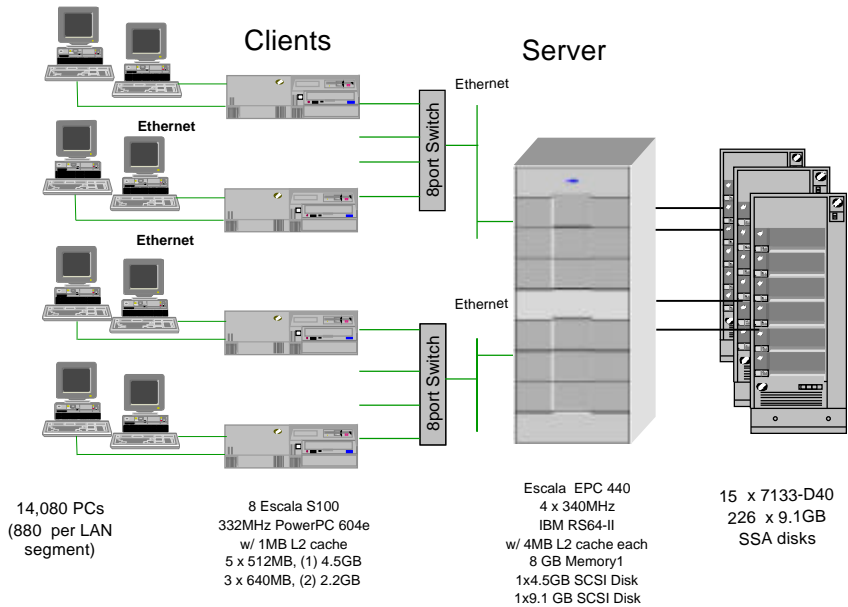 Clients
Server
Ethernet
8port Switch
Ethernet
Ethernet
Ethernet
8port Switch
14,080 PCs
(880 per LAN
segment)
8 Escala S100
332MHz PowerPC 604e
w/ 1MB L2 cache
5 x 512MB, (1) 4.5GB
3 x 640MB, (2) 2.2GB
Escala EPC 440
4 x 340MHz
IBM RS64-II
w/ 4MB L2 cache each
8 GB Memory1
1x4.5GB SCSI Disk
1x9.1 GB SCSI Disk
15 x 7133-D40
226 x 9.1GB
SSA disks